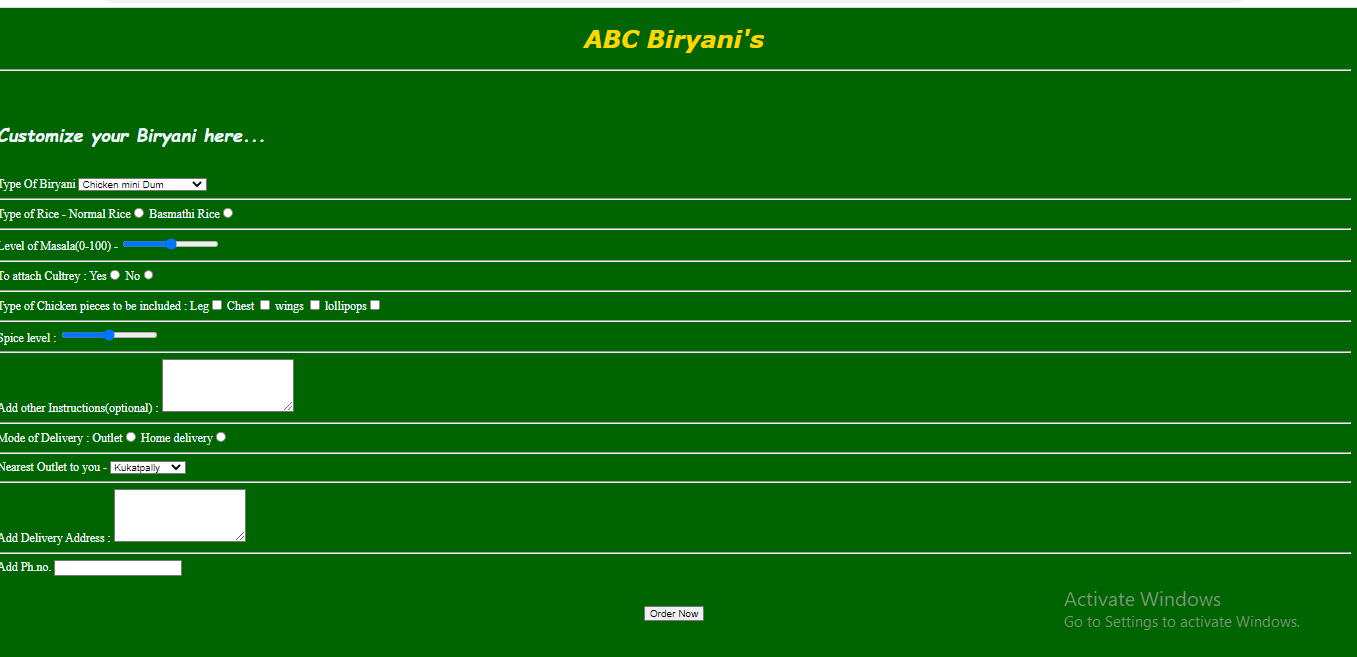 ABC Biryani's
Customize your Biryani here...
Type Of Biryani Chicken mini Dum
Type of Rice - Normal Rice Basmathi Rice
Level of Masala(0-100) -
To attach Cultrey : Yes No
Type of Chicken pieces to be included : Leg Chest wings lollipops
Spice level :
Add other Instructions(optional) :
Mode of Delivery : Outlet Home delivery
Nearest Outlet to you - Kukatpally
Add Delivery Address :
Add Ph.no.
Order Now
Activate Windows
Go to Settings to activate Windows.